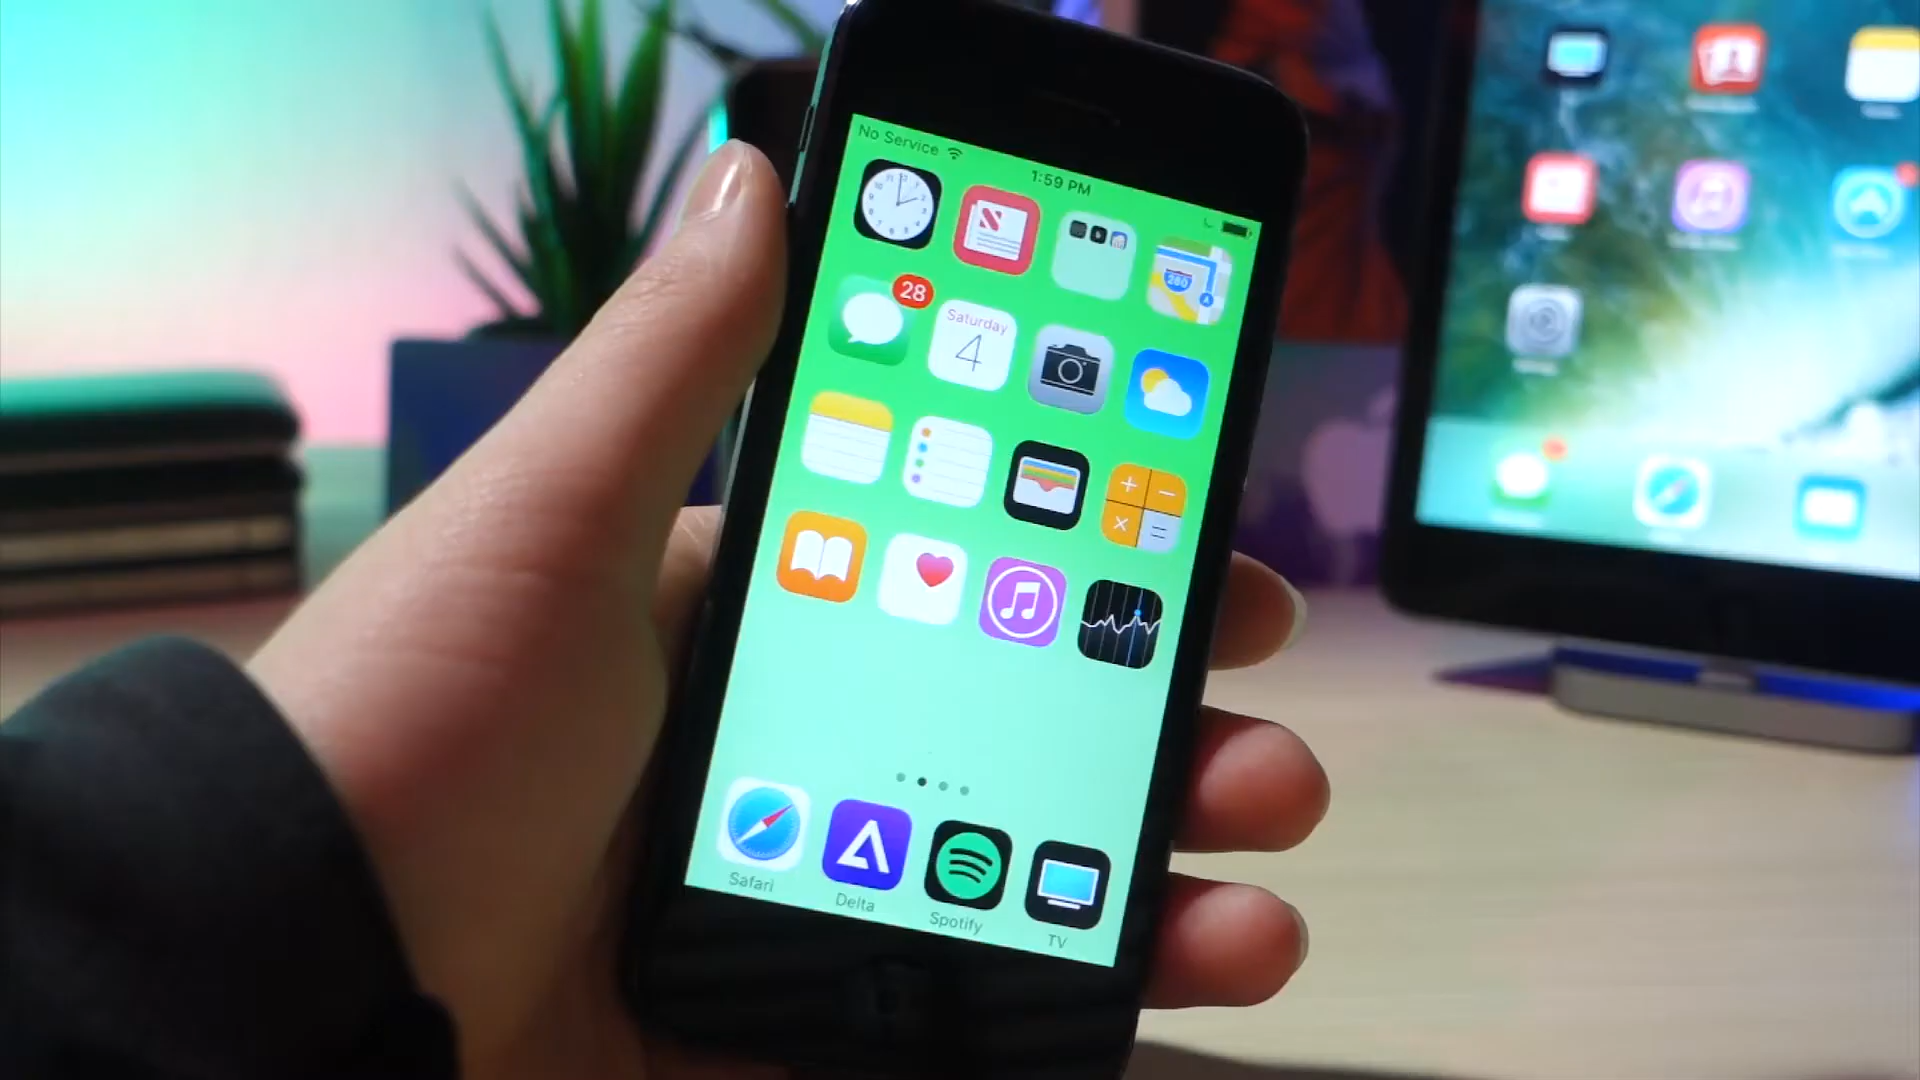 No Service
1:59 PM
280
28
Saturday
4
Safari
Delta
Spotify
TV